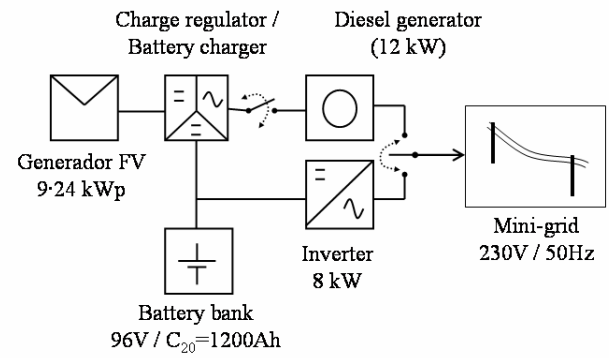 Charge regulator /
Battery charger
Diesel generator
(12 kW)
Generador FV
9·24 kWp
Inverter
8 kW
Mini-grid
230V / 50Hz
Battery bank
96V / C20=1200Ah